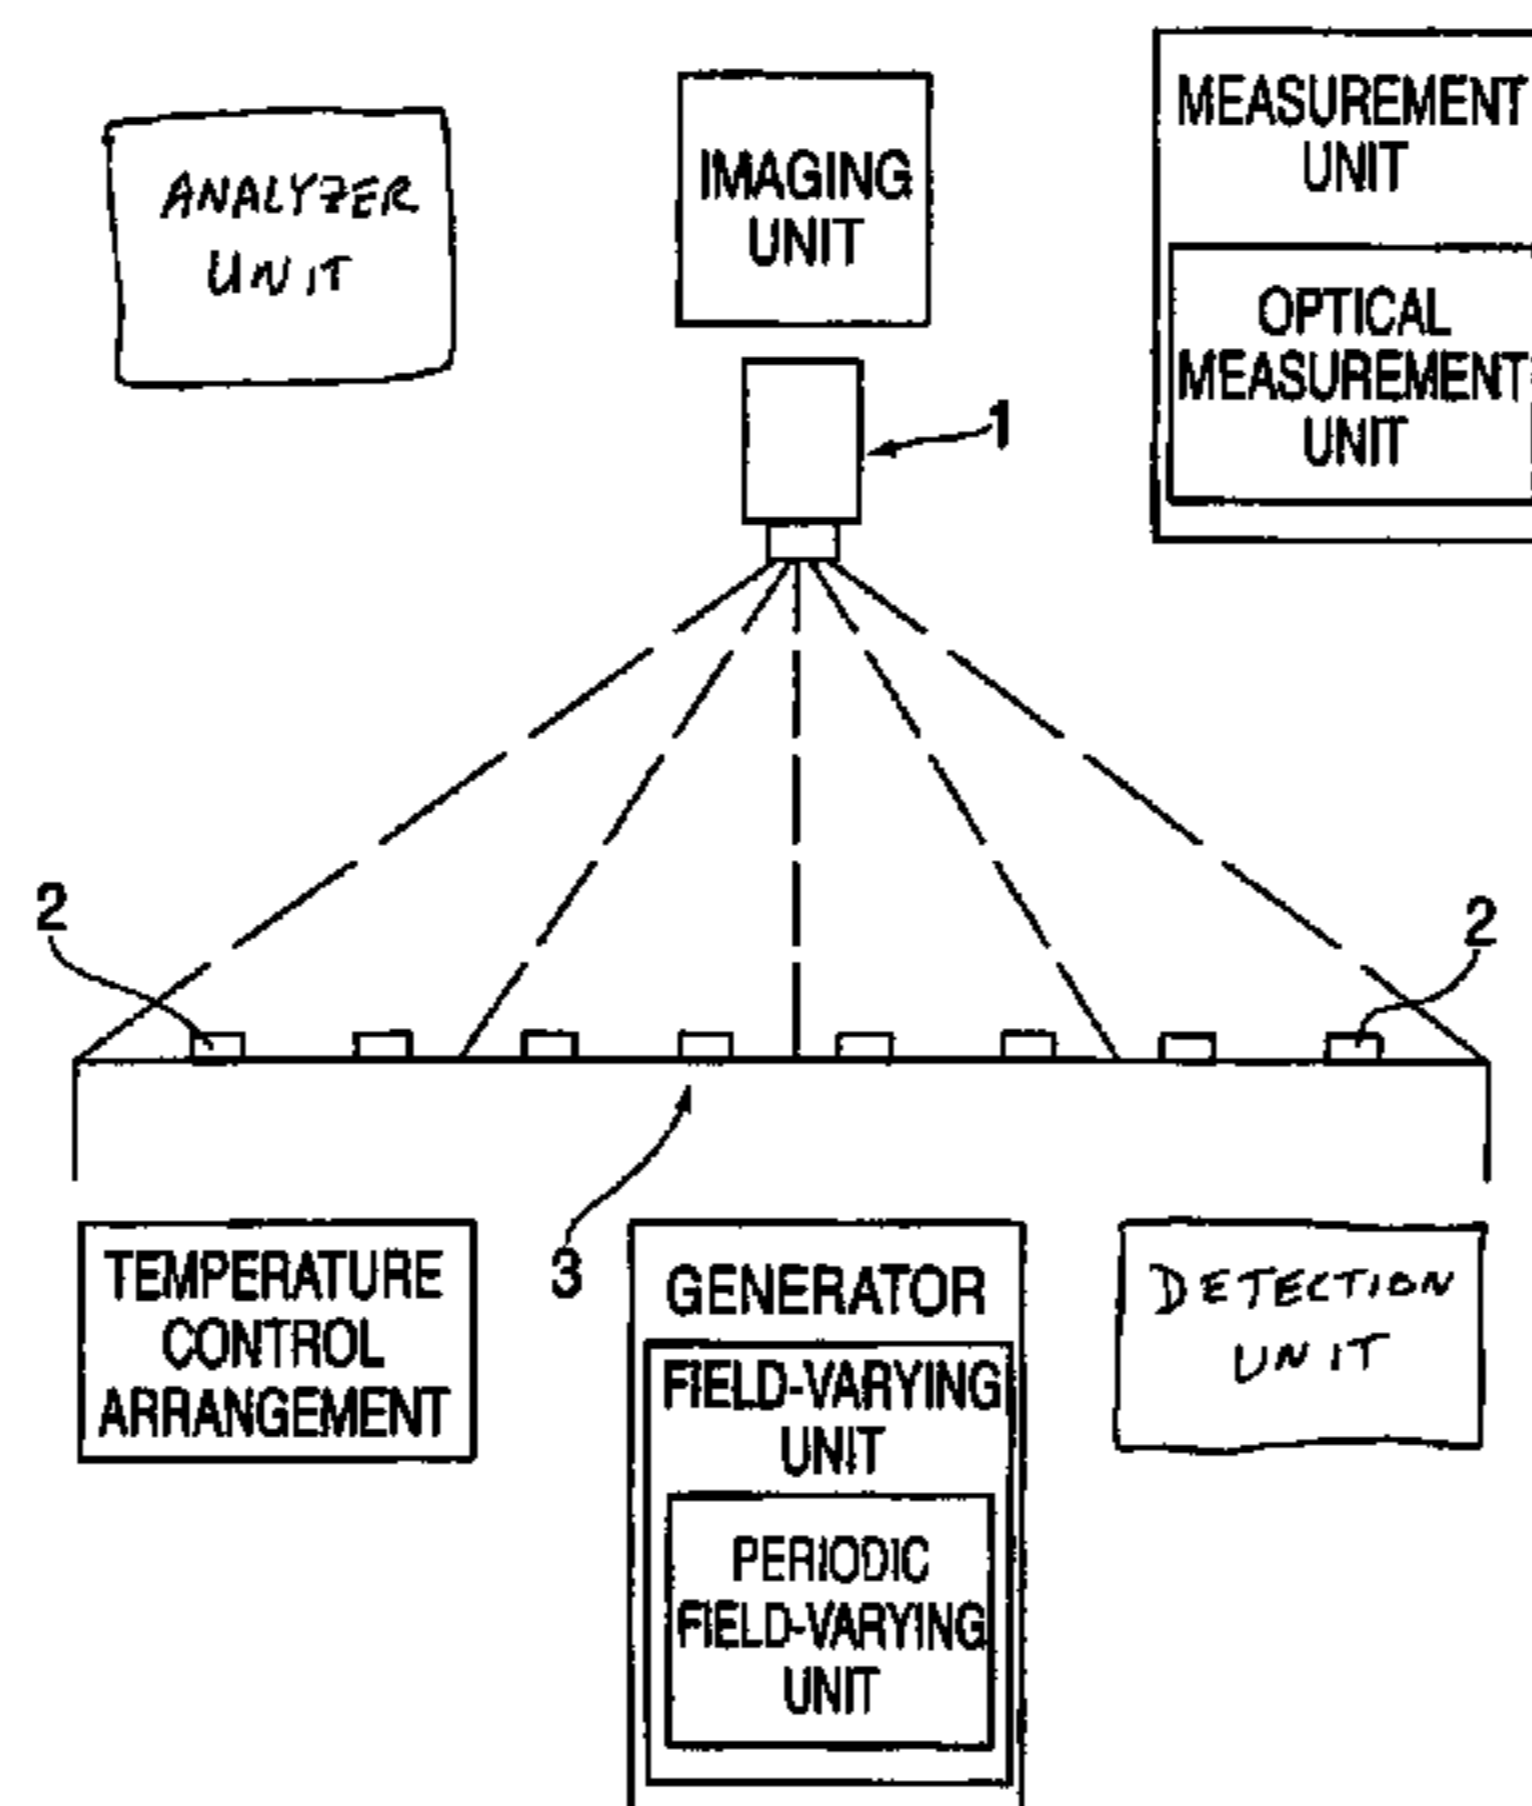 ANALYZER
UNIT
IMAGING
UNIT
MEASUREMENT
UNIT
OPTICAL
MEASUREMENT
UNIT
1
2
2
3
TEMPERATURE
CONTROL
ARRANGEMENT
GENERATOR
FIELD-VARYING
UNIT
PERIODIC
FIELD-VARYING
UNIT
DETECTION
UNIT